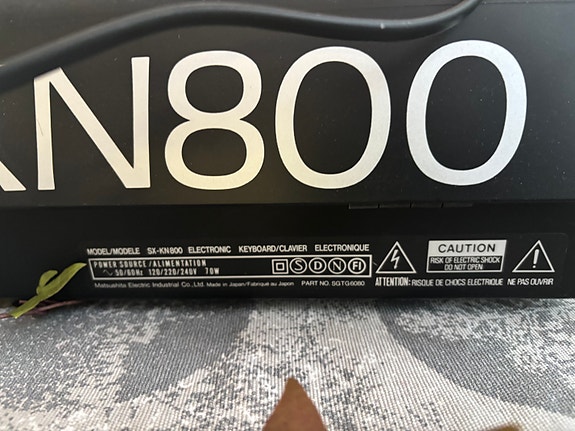 KN800
MODEL/MODELE SX-KN800 ELECTRONIC KEYBOARD/CLAVIER ELECTRONIQUE
POWER SOURCE/ALIMENTATION
∼ 50/60Hz 120/220/240V 70W
S D N FI
Matsushita Electric Industrial Co.,Ltd. Made in Japan/Fabriqué au Japon PART NO. SGTG6080
CAUTION
RISK OF ELECTRIC SHOCK
DO NOT OPEN
ATTENTION: RISQUE DE CHOCS ELECTRIQUE NE PAS OUVRIR